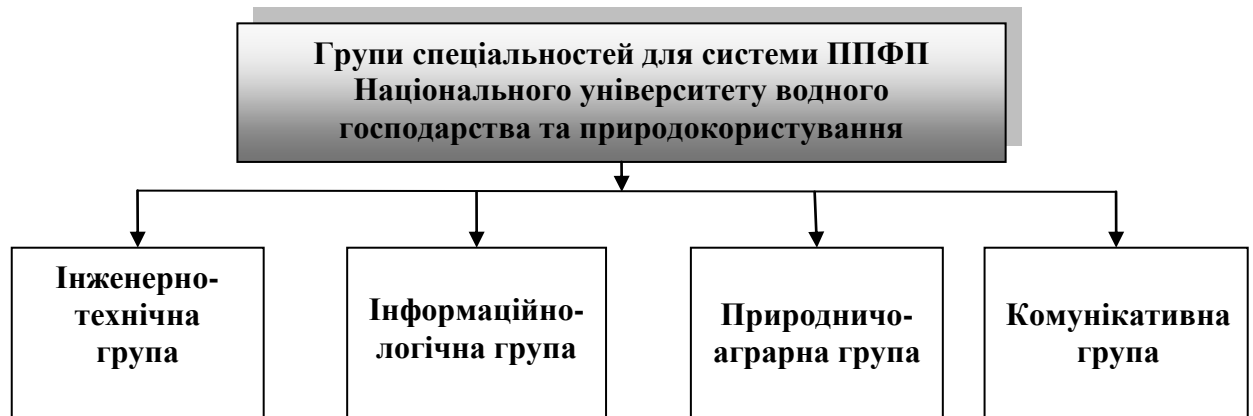 Групи спеціальностей для системи ППФП
Національного університету водного
господарства та природокористування
Інженерно-
технічна
група
Інформаційно-
логічна група
Природничо-
аграрна група
Комунікативна
група